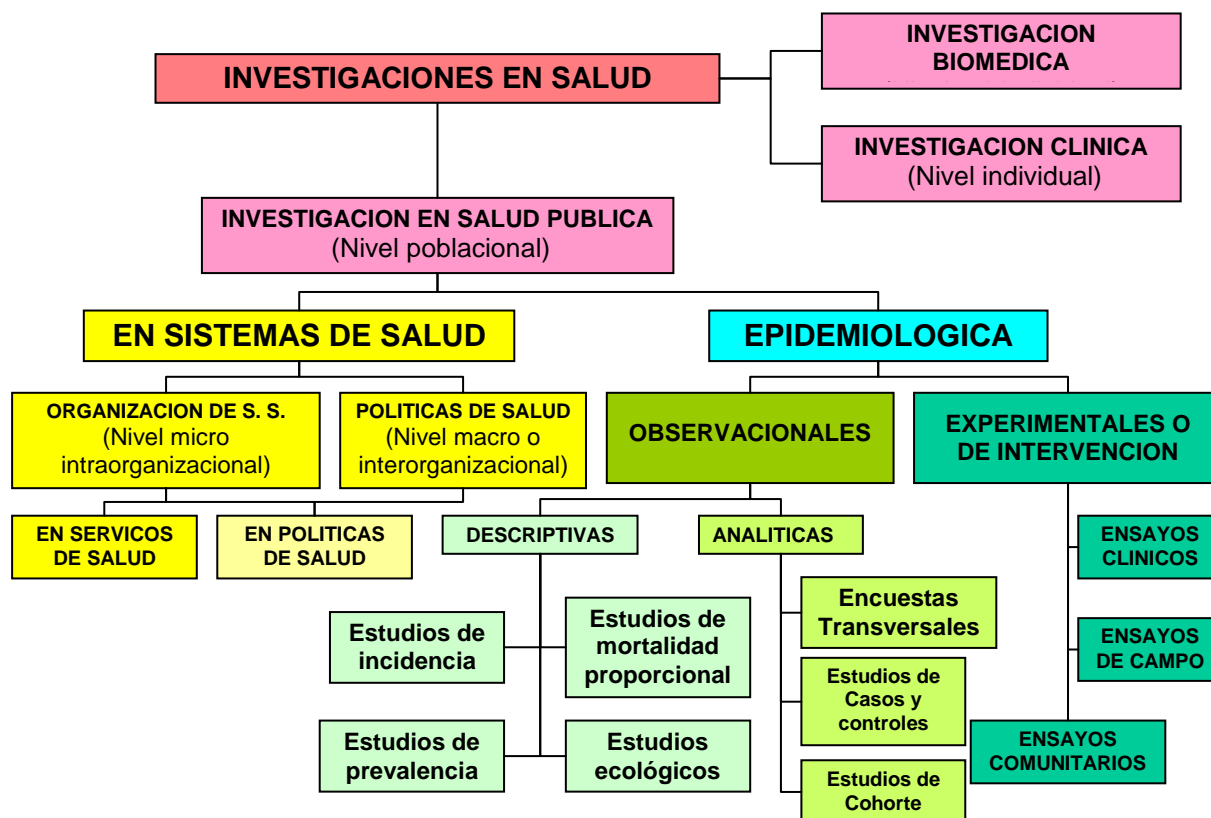 INVESTIGACIONES EN SALUD
INVESTIGACION
BIOMEDICA
INVESTIGACION CLINICA
(Nivel individual)
INVESTIGACION EN SALUD PUBLICA
(Nivel poblacional)
EN SISTEMAS DE SALUD
EPIDEMIOLOGICA
ORGANIZACION DE S. S.
(Nivel micro
intraorganizacional)
POLITICAS DE SALUD
(Nivel macro o
interorganizacional)
OBSERVACIONALES
EXPERIMENTALES O
DE INTERVENCION
EN SERVICOS
DE SALUD
EN POLITICAS
DE SALUD
DESCRIPTIVAS
ANALITICAS
ENSAYOS
CLINICOS
Estudios de
incidencia
Estudios de
mortalidad
proporcional
Encuestas
Transversales
ENSAYOS
DE CAMPO
Estudios de
Casos y
controles
Estudios de
prevalencia
Estudios
ecológicos
ENSAYOS
COMUNITARIOS
Estudios de
Cohorte